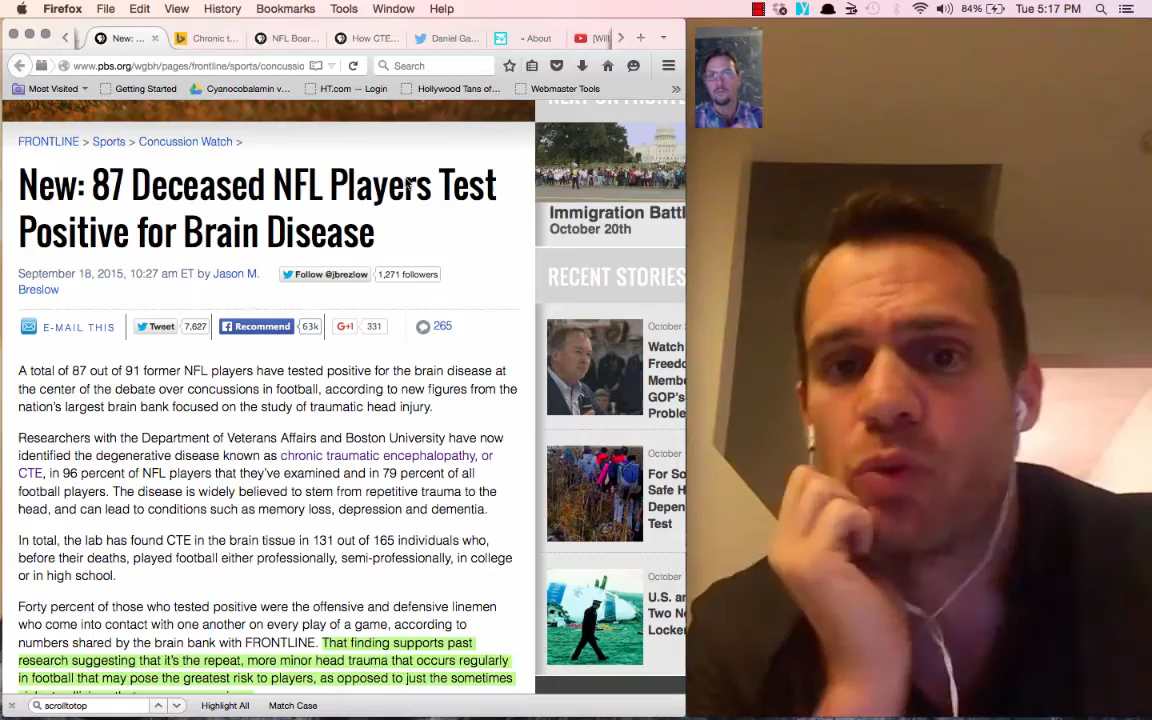 Firefox File Edit View History Bookmarks Tools Window Help 84% Tue 5:17 PM
New: ... Chronic t... NFL Boar... How CTE... Daniel Ga... - About [Wil
www.pbs.org/wgbh/pages/frontline/sports/concussio Search
Most Visited Getting Started Cyanocobalamin v... HT.com — Login Hollywood Tans of... Webmaster Tools
FRONTLINE > Sports > Concussion Watch >
New: 87 Deceased NFL Players Test
Positive for Brain Disease
September 18, 2015, 10:27 am ET by Jason M.
Breslow
Follow @jbrezlow 1,271 followers
E-MAIL THIS Tweet 7,627 Recommend 63k G+1 331 265
A total of 87 out of 91 former NFL players have tested positive for the brain disease at
the center of the debate over concussions in football, according to new figures from the
nation's largest brain bank focused on the study of traumatic head injury.
Researchers with the Department of Veterans Affairs and Boston University have now
identified the degenerative disease known as chronic traumatic encephalopathy, or
CTE, in 96 percent of NFL players that they've examined and in 79 percent of all
football players. The disease is widely believed to stem from repetitive trauma to the
head, and can lead to conditions such as memory loss, depression and dementia.
In total, the lab has found CTE in the brain tissue in 131 out of 165 individuals who,
before their deaths, played football either professionally, semi-professionally, in college
or in high school.
Forty percent of those who tested positive were the offensive and defensive linemen
who come into contact with one another on every play of a game, according to
numbers shared by the brain bank with FRONTLINE. That finding supports past
research suggesting that it's the repeat, more minor head trauma that occurs regularly
in football that may pose the greatest risk to players, as opposed to just the sometimes
Immigration Battl
October 20th
RECENT STORIES
October
Watch
Freedo
Membe
GOP's
Proble
October
For So
Safe H
Depen
Test
October
U.S. ar
Two Ne
Locker
scrolltotop Highlight All Match Case